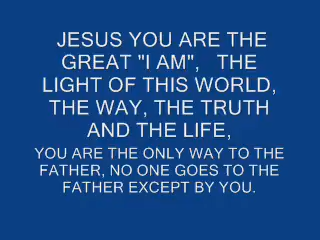 JESUS YOU ARE THE
GREAT "I AM", THE
LIGHT OF THIS WORLD,
THE WAY, THE TRUTH
AND THE LIFE,
YOU ARE THE ONLY WAY TO THE
FATHER, NO ONE GOES TO THE
FATHER EXCEPT BY YOU.